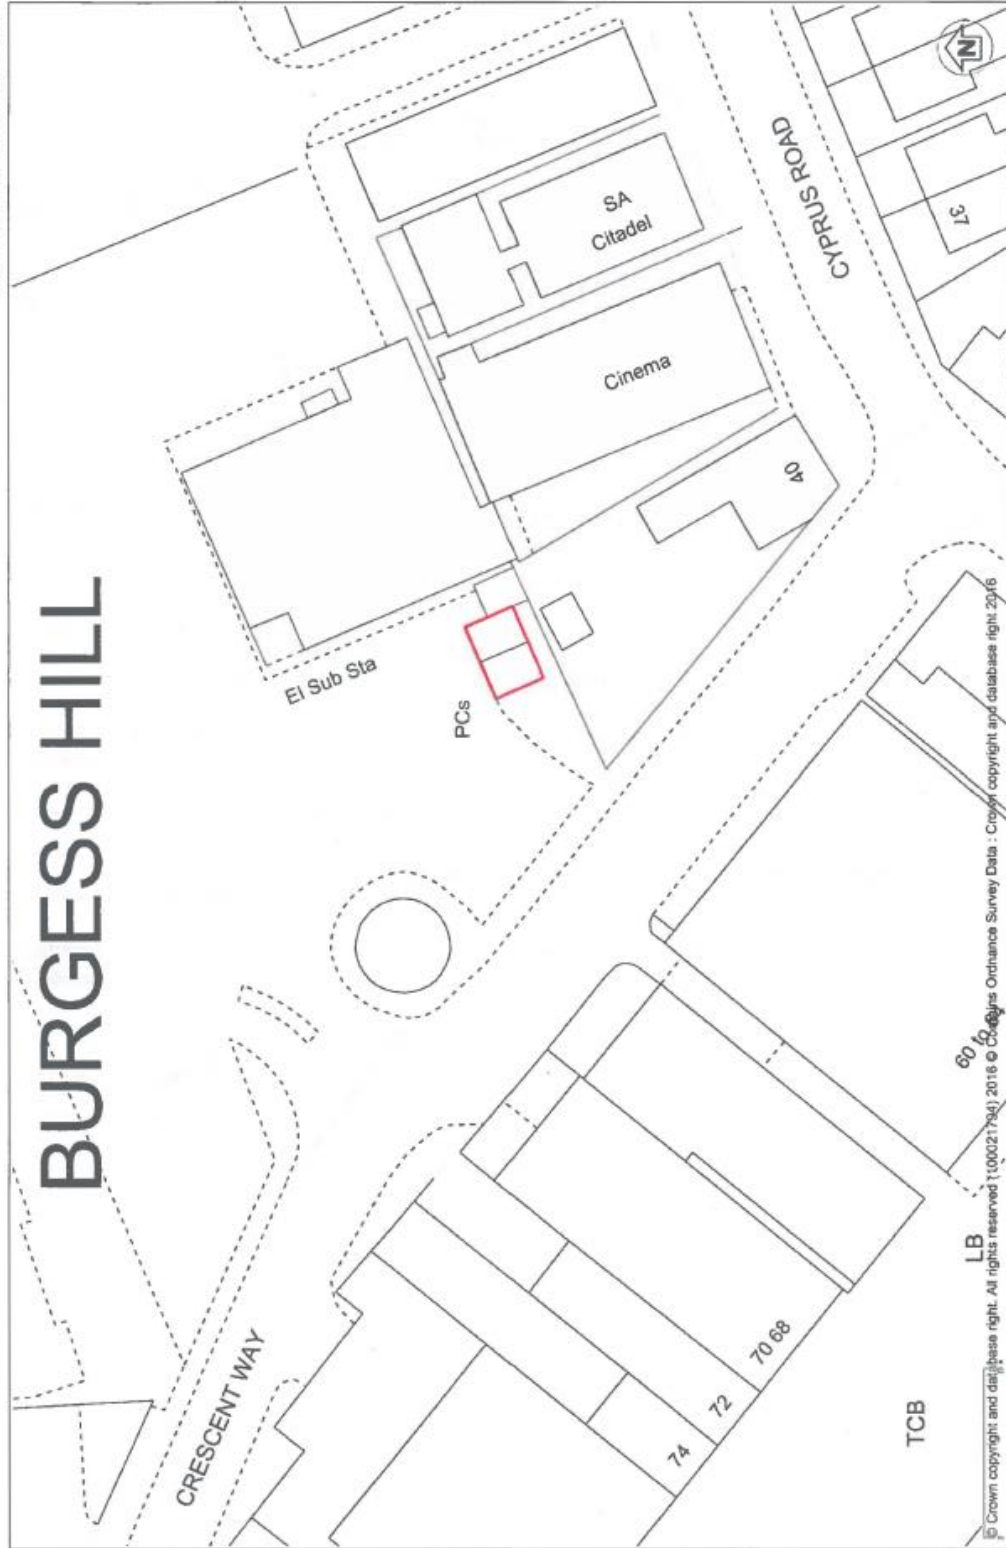 BURGESS HILL
N
CYPRUS ROAD
37
SA
Citadel
Cinema
40
El Sub Sta
PCs
CRESCENT WAY
70 68
72
74
TCB
LB
60 to
© Crown copyright and database right. All rights reserved (100021794) 2016 © Contains Ordnance Survey Data : Crown copyright and database right 2016